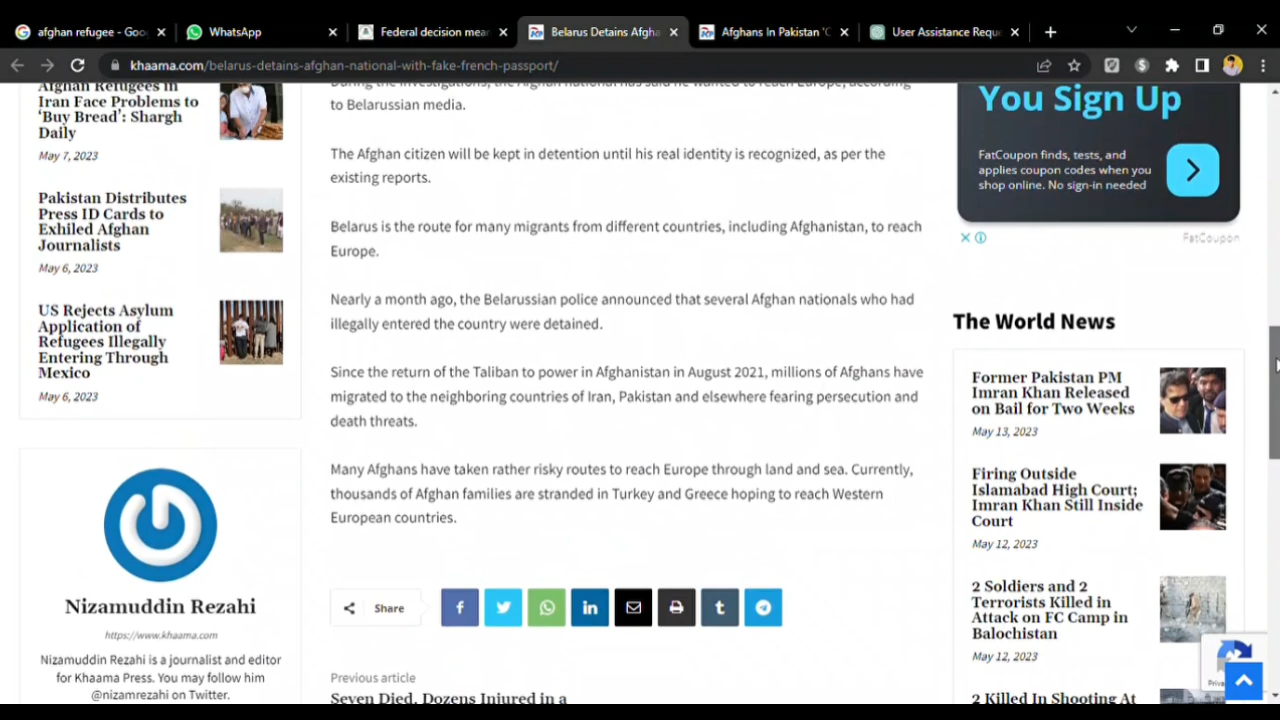 afghan refugee - Goo
WhatsApp
Federal decision mea
Belarus Detains Afgha
Afghans In Pakistan 'C
User Assistance Requ
khaama.com/belarus-detains-afghan-national-with-fake-french-passport/
Afghan Refugees in
Iran Face Problems to
‘Buy Bread’: Shargh
Daily
May 7, 2023
Pakistan Distributes
Press ID Cards to
Exhiled Afghan
Journalists
May 6, 2023
US Rejects Asylum
Application of
Refugees Illegally
Entering Through
Mexico
May 6, 2023
Nizamuddin Rezahi
https://www.khaama.com
Nizamuddin Rezahi is a journalist and editor
for Khaama Press. You may follow him
@nizamrezahi on Twitter.
During the investigations, the Afghan national has said he wanted to reach Europe, according
to Belarussian media.
The Afghan citizen will be kept in detention until his real identity is recognized, as per the
existing reports.
Belarus is the route for many migrants from different countries, including Afghanistan, to reach
Europe.
Nearly a month ago, the Belarussian police announced that several Afghan nationals who had
illegally entered the country were detained.
Since the return of the Taliban to power in Afghanistan in August 2021, millions of Afghans have
migrated to the neighboring countries of Iran, Pakistan and elsewhere fearing persecution and
death threats.
Many Afghans have taken rather risky routes to reach Europe through land and sea. Currently,
thousands of Afghan families are stranded in Turkey and Greece hoping to reach Western
European countries.
Share
Previous article
Seven Died, Dozens Injured in a
You Sign Up
FatCoupon finds, tests, and
applies coupon codes when you
shop online. No sign-in needed
FatCoupon
The World News
Former Pakistan PM
Imran Khan Released
on Bail for Two Weeks
May 13, 2023
Firing Outside
Islamabad High Court;
Imran Khan Still Inside
Court
May 12, 2023
2 Soldiers and 2
Terrorists Killed in
Attack on FC Camp in
Balochistan
May 12, 2023
2 Killed In Shooting At